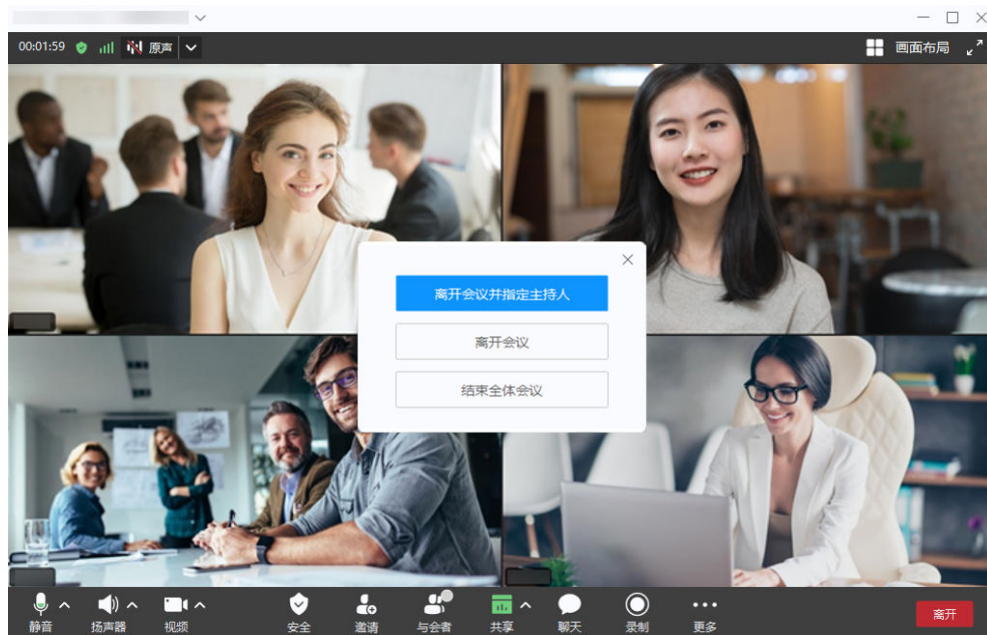 00:01:59 原声 画面布局
离开会议并指定主持人
离开会议
结束全体会议
静音 扬声器 视频 安全 邀请 与会者 共享 聊天 录制 更多 离开